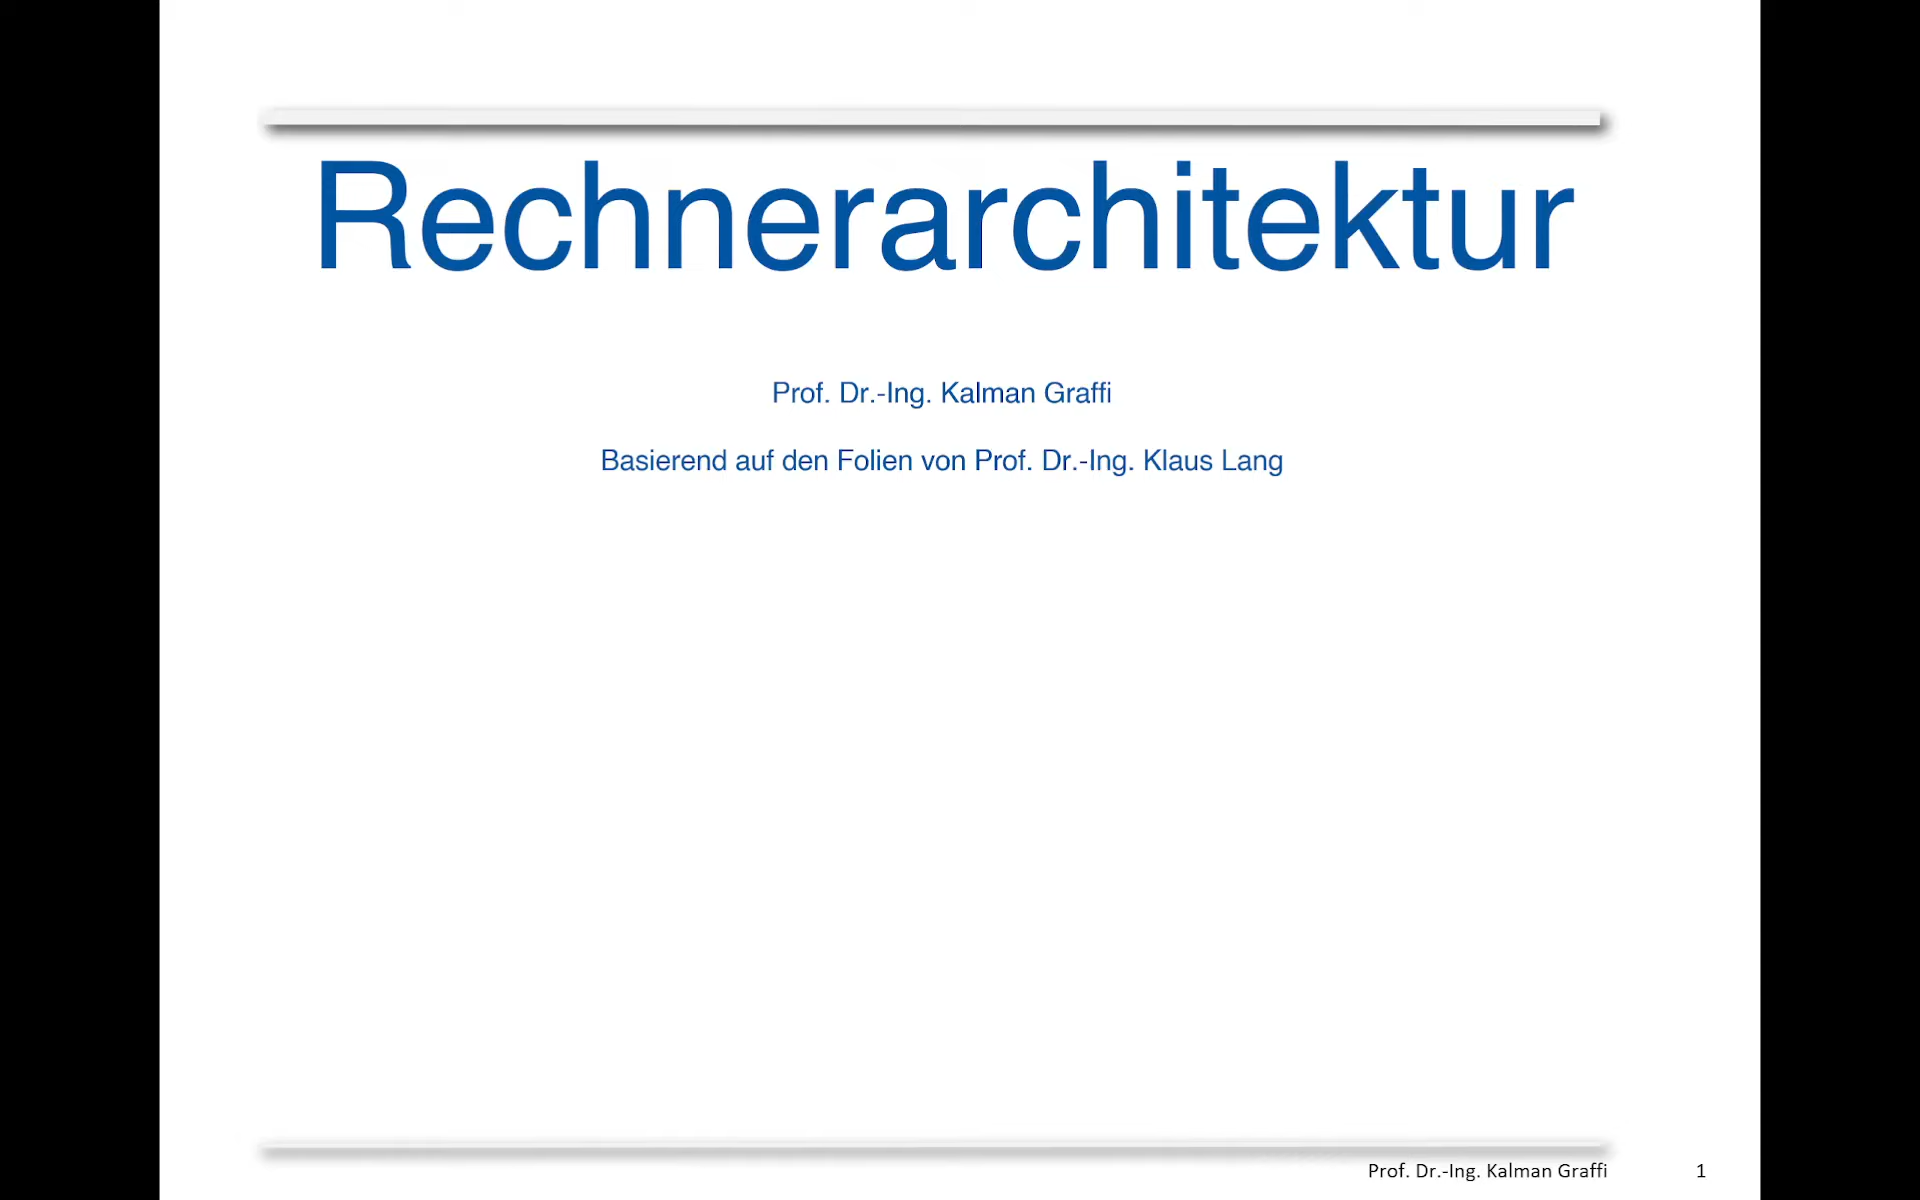 Rechnerarchitektur
Prof. Dr.-Ing. Kalman Graffi
Basierend auf den Folien von Prof. Dr.-Ing. Klaus Lang
Prof. Dr.-Ing. Kalman Graffi 1